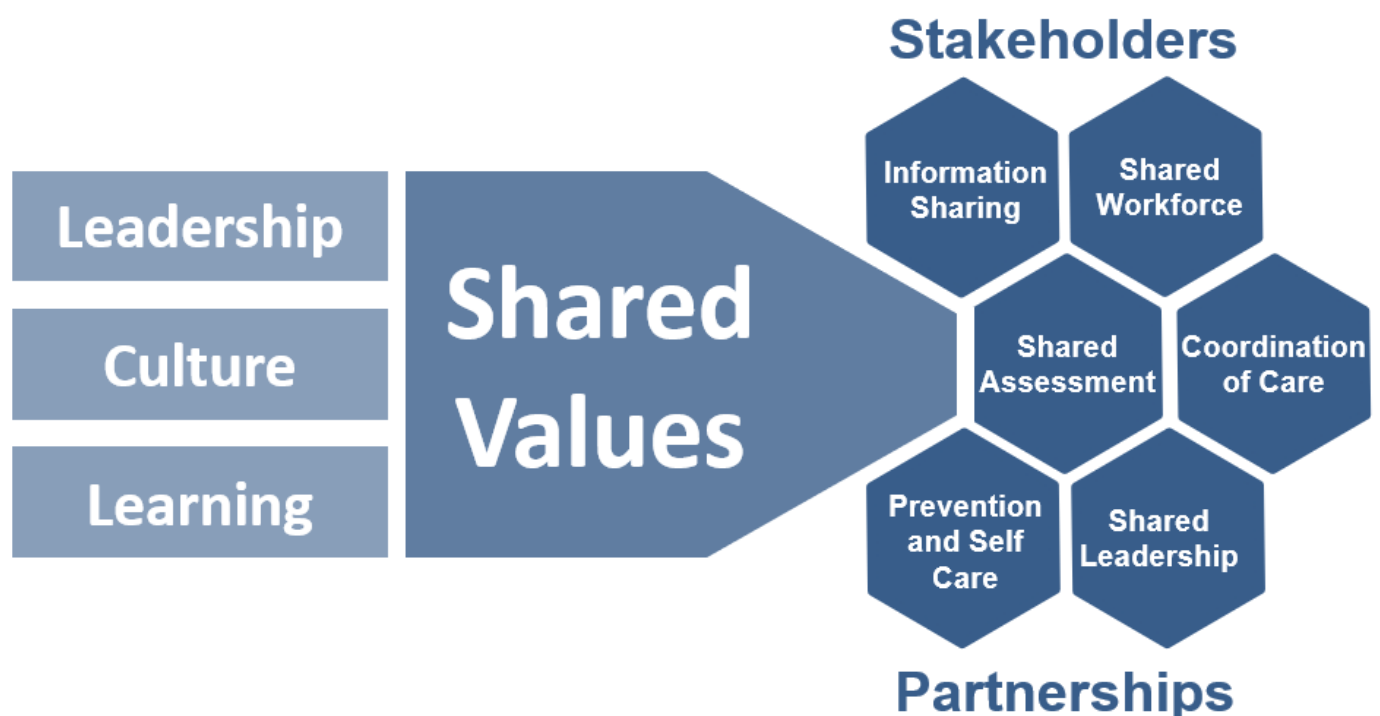 Stakeholders
Leadership
Culture
Learning
Shared
Values
Information
Sharing
Shared
Workforce
Shared
Assessment
Coordination
of Care
Prevention
and Self
Care
Shared
Leadership
Partnerships